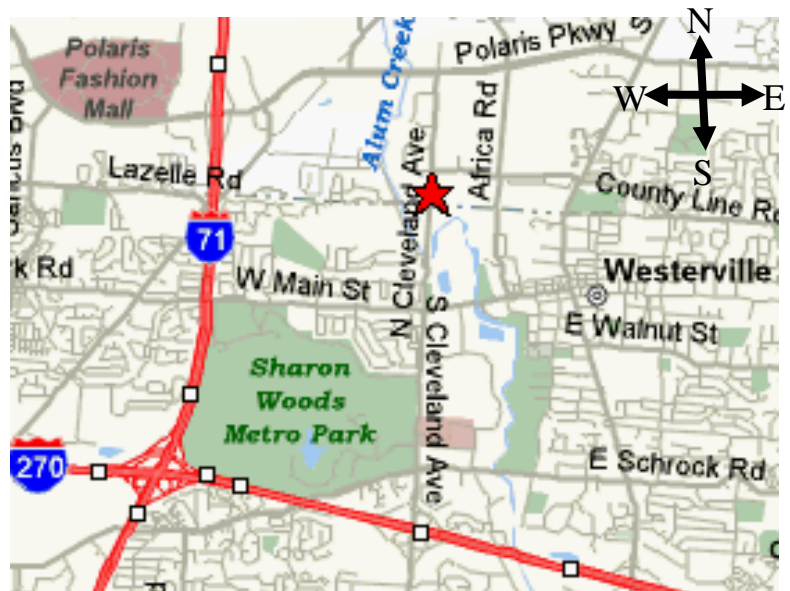 N
Polaris
Fashion
Mall
Polaris Pkwy
S
Alum Creek
W
E
Africa Rd
S
Lazelle Rd
N Cleveland Ave
County Line Rd
71
k Rd
W Main St
Westerville
S Cleveland Ave
E Walnut St
Sharon
Woods
Metro Park
270
E Schrock Rd